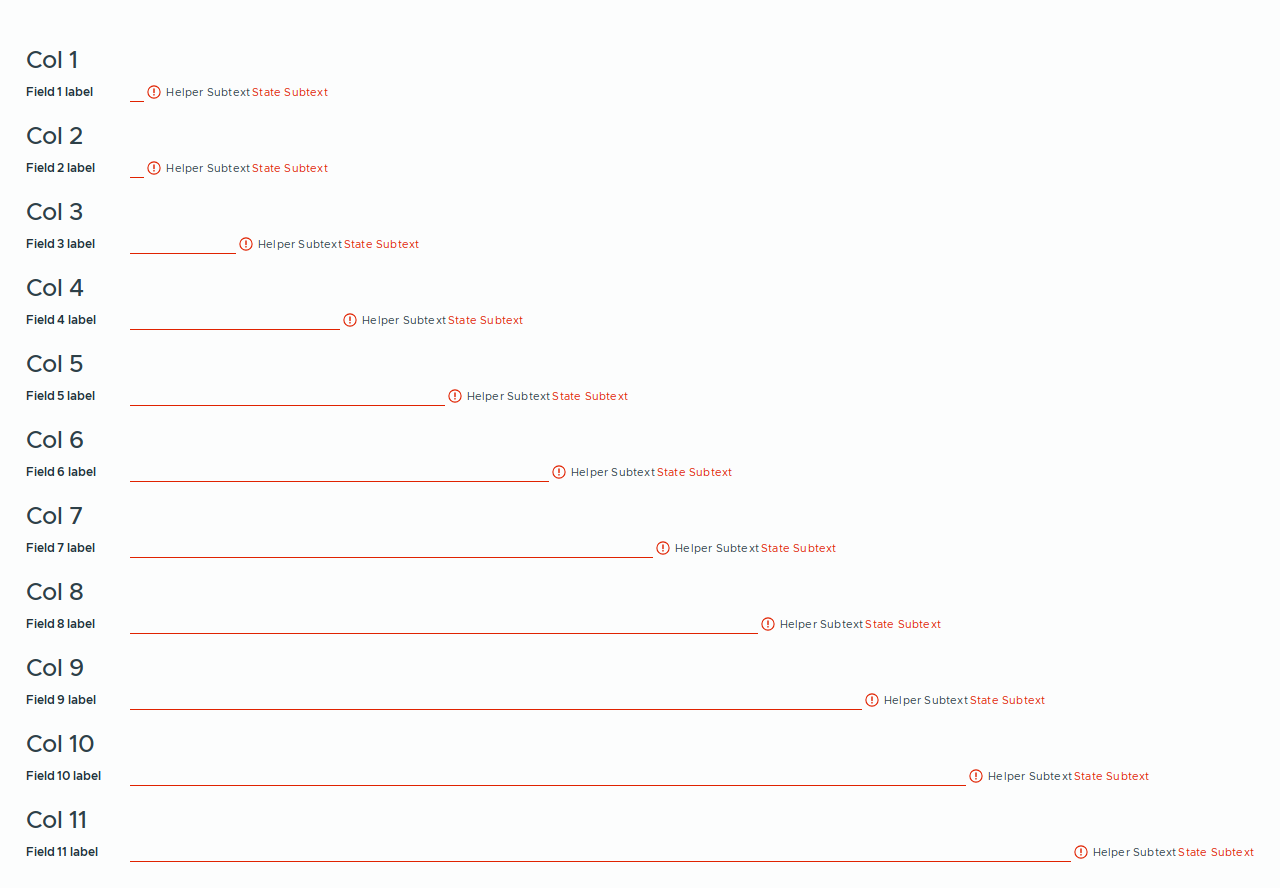 Col 1
Field 1 label Helper Subtext State Subtext
Col 2
Field 2 label Helper Subtext State Subtext
Col 3
Field 3 label Helper Subtext State Subtext
Col 4
Field 4 label Helper Subtext State Subtext
Col 5
Field 5 label Helper Subtext State Subtext
Col 6
Field 6 label Helper Subtext State Subtext
Col 7
Field 7 label Helper Subtext State Subtext
Col 8
Field 8 label Helper Subtext State Subtext
Col 9
Field 9 label Helper Subtext State Subtext
Col 10
Field 10 label Helper Subtext State Subtext
Col 11
Field 11 label Helper Subtext State Subtext